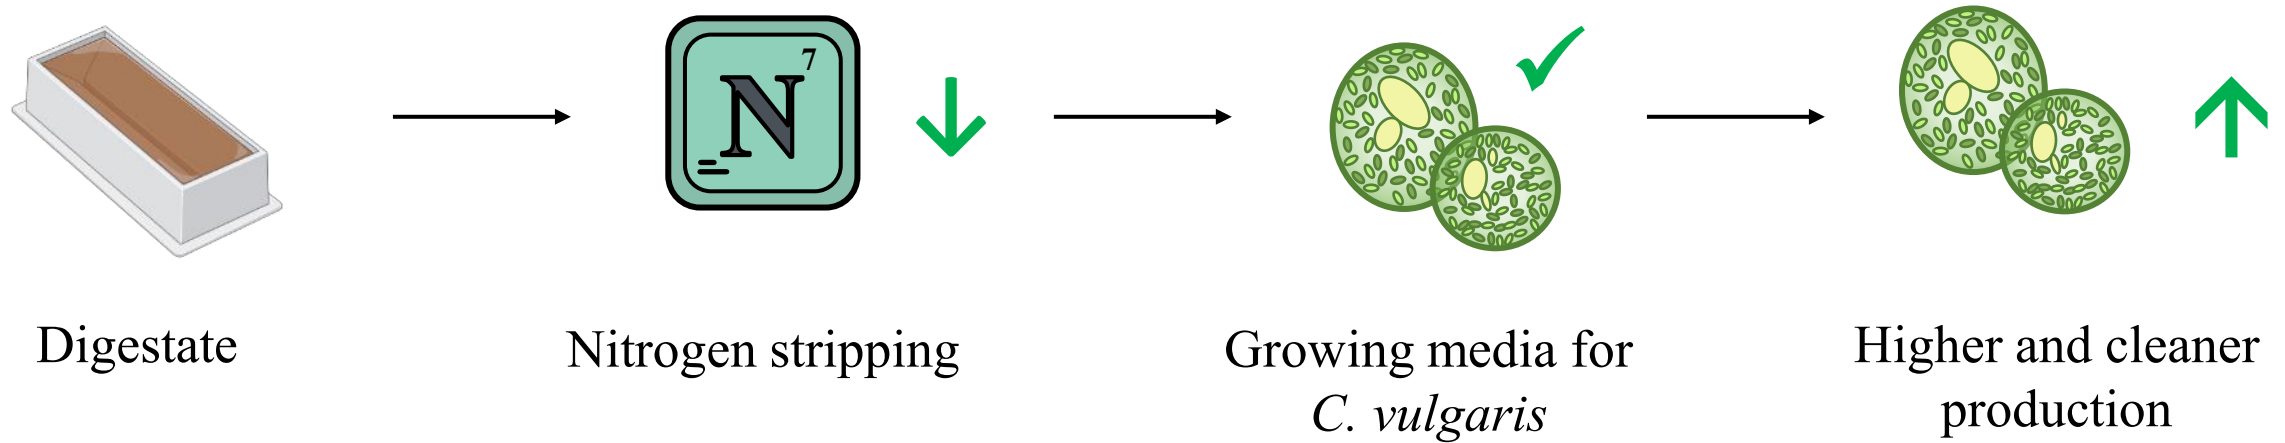 7
N
Digestate
Nitrogen stripping
Growing media for
C. vulgaris
Higher and cleaner
production